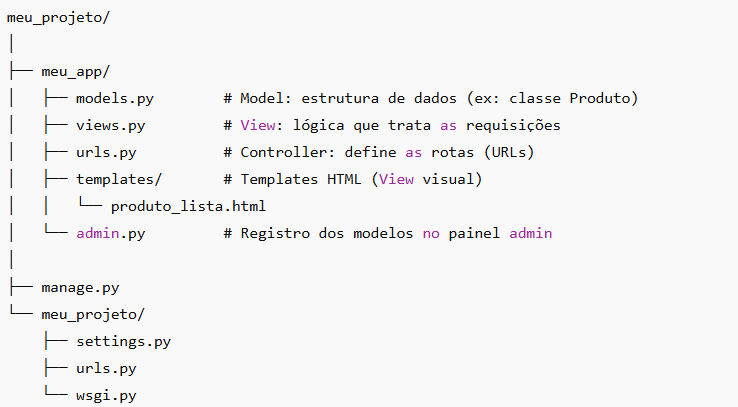 meu_projeto/
│
├── meu_app/
│   ├── models.py        # Model: estrutura de dados (ex: classe Produto)
│   ├── views.py         # View: lógica que trata as requisições
│   ├── urls.py          # Controller: define as rotas (URLs)
│   ├── templates/       # Templates HTML (View visual)
│   │   └── produto_lista.html
│   └── admin.py         # Registro dos modelos no painel admin
│
├── manage.py
└── meu_projeto/
    ├── settings.py
    ├── urls.py
    └── wsgi.py